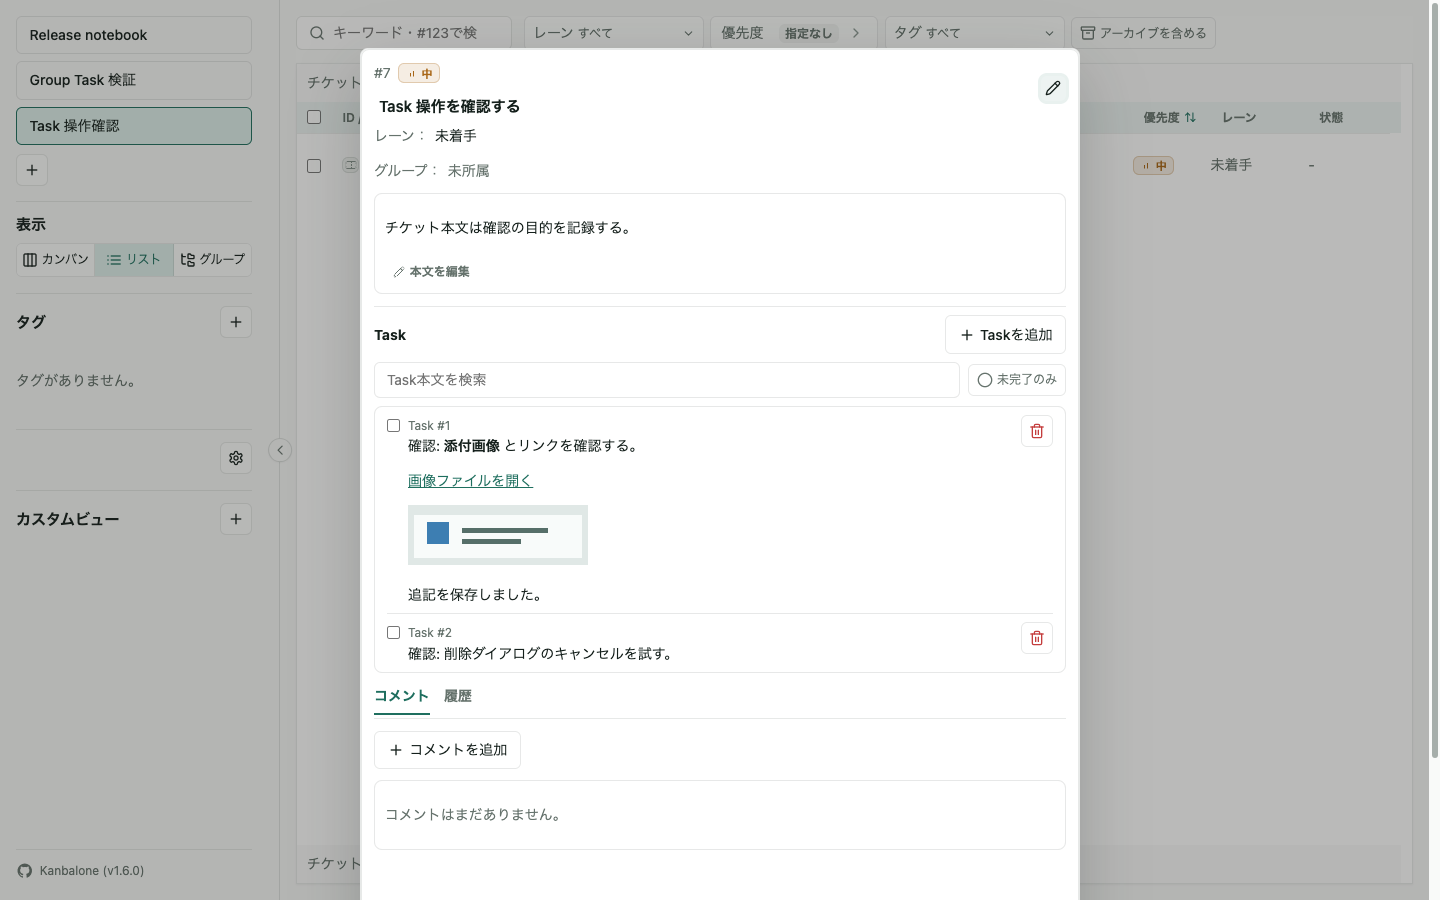 Release notebook
Group Task 検証
Task 操作確認
表示
カンバン
リスト
グループ
タグ
タグがありません。
カスタムビュー
Kanbalone (v1.6.0)
キーワード・#123で検
レーン すべて
優先度 指定なし
タグ すべて
アーカイブを含める
チケット
ID
優先度
レーン
状態
中
未着手
-
チケット
#7 中
Task 操作を確認する
レーン： 未着手
グループ： 未所属
チケット本文は確認の目的を記録する。
本文を編集
Task
Taskを追加
Task本文を検索
未完了のみ
Task #1
確認: 添付画像 とリンクを確認する。
画像ファイルを開く
追記を保存しました。
Task #2
確認: 削除ダイアログのキャンセルを試す。
コメント
履歴
コメントを追加
コメントはまだありません。